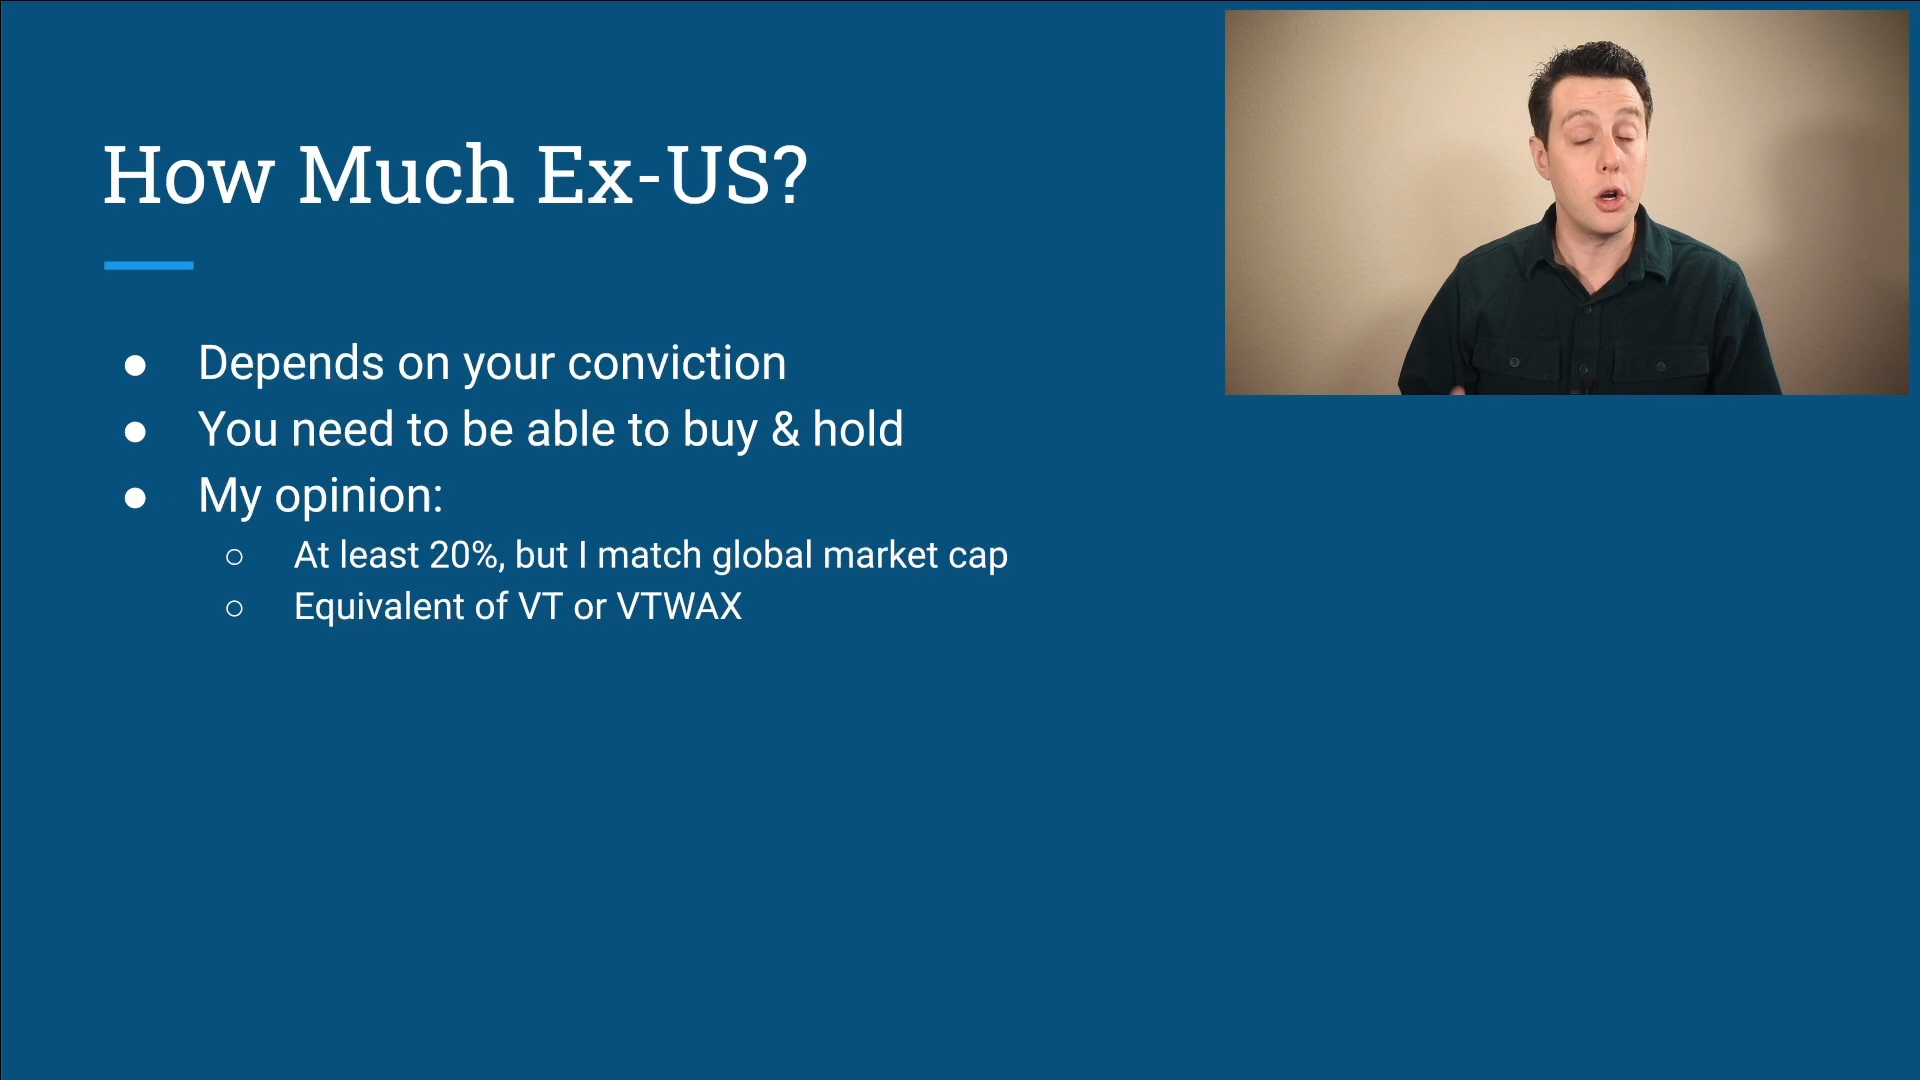 How Much Ex-US?
● Depends on your conviction
● You need to be able to buy & hold
● My opinion:
○ At least 20%, but I match global market cap
○ Equivalent of VT or VTWAX